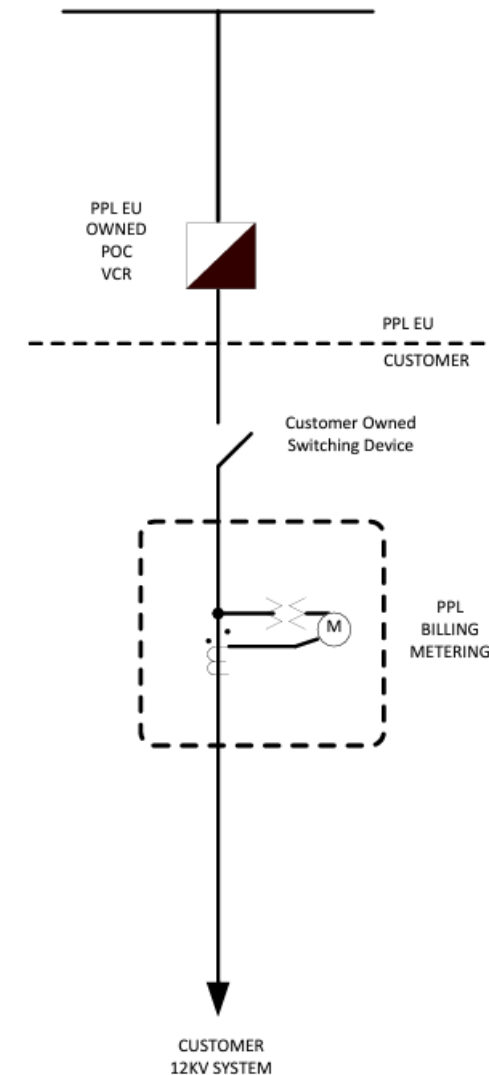 PPL EU
OWNED
POC
VCR
PPL EU
CUSTOMER
Customer Owned
Switching Device
M
PPL
BILLING
METERING
CUSTOMER
12KV SYSTEM